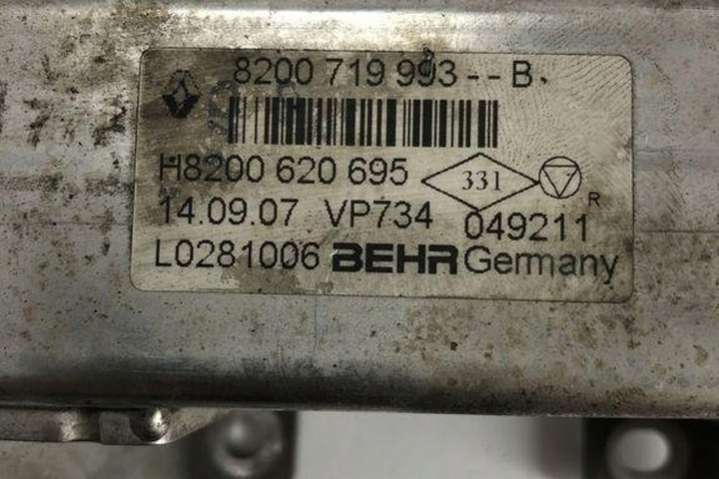 8200 719 993--B.
H8200 620 695 331
R
14.09.07 VP734 049211
L0281006 BEHR Germany